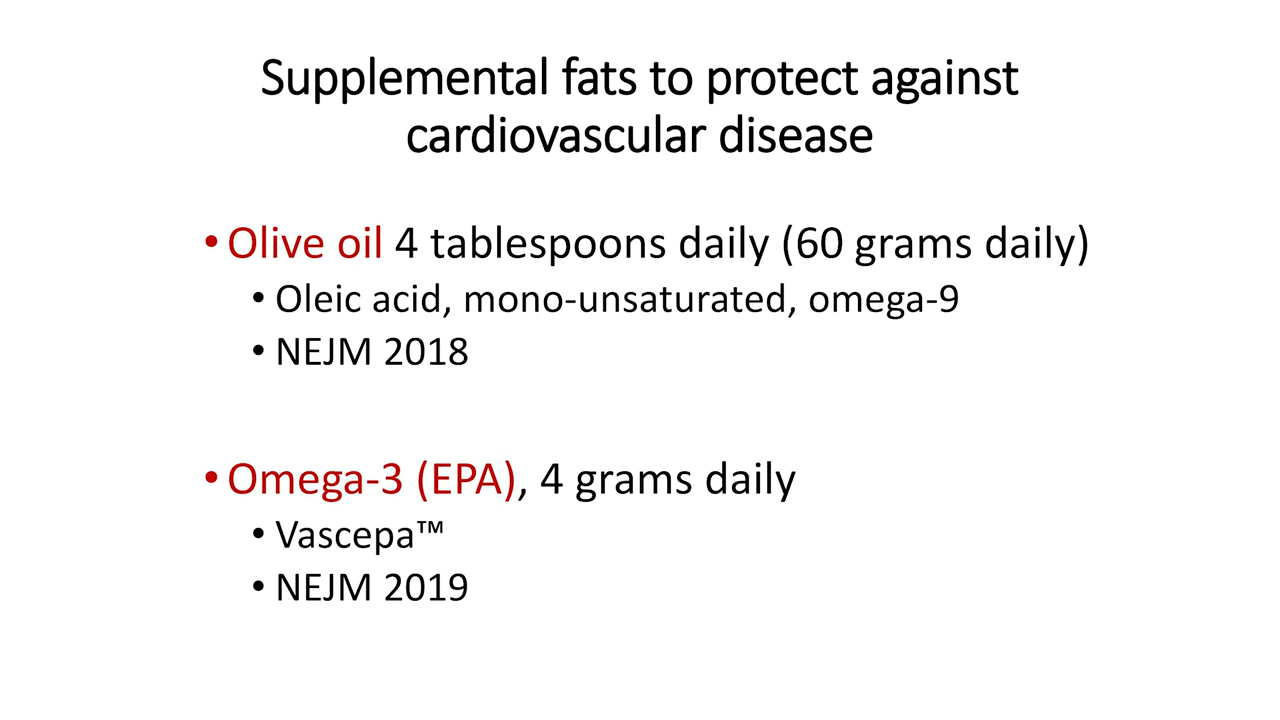 Supplemental fats to protect against
cardiovascular disease
• Olive oil 4 tablespoons daily (60 grams daily)
• Oleic acid, mono-unsaturated, omega-9
• NEJM 2018
• Omega-3 (EPA), 4 grams daily
• Vascepa™
• NEJM 2019